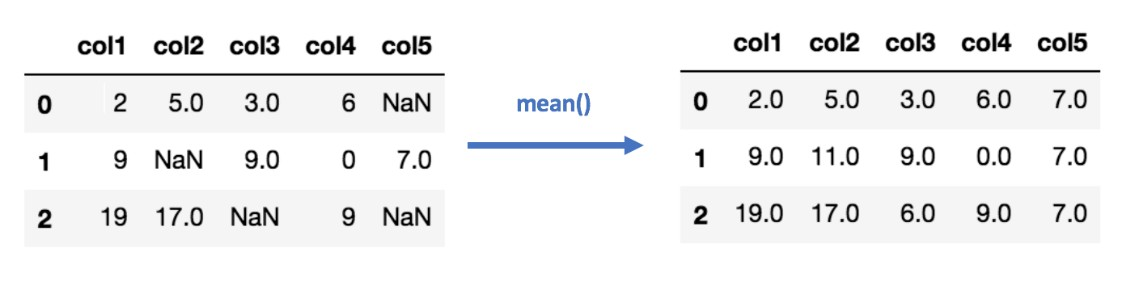 col1 col2 col3 col4 col5
0 2 5.0 3.0 6 NaN
1 9 NaN 9.0 0 7.0
2 19 17.0 NaN 9 NaN
mean()
col1 col2 col3 col4 col5
0 2.0 5.0 3.0 6.0 7.0
1 9.0 11.0 9.0 0.0 7.0
2 19.0 17.0 6.0 9.0 7.0